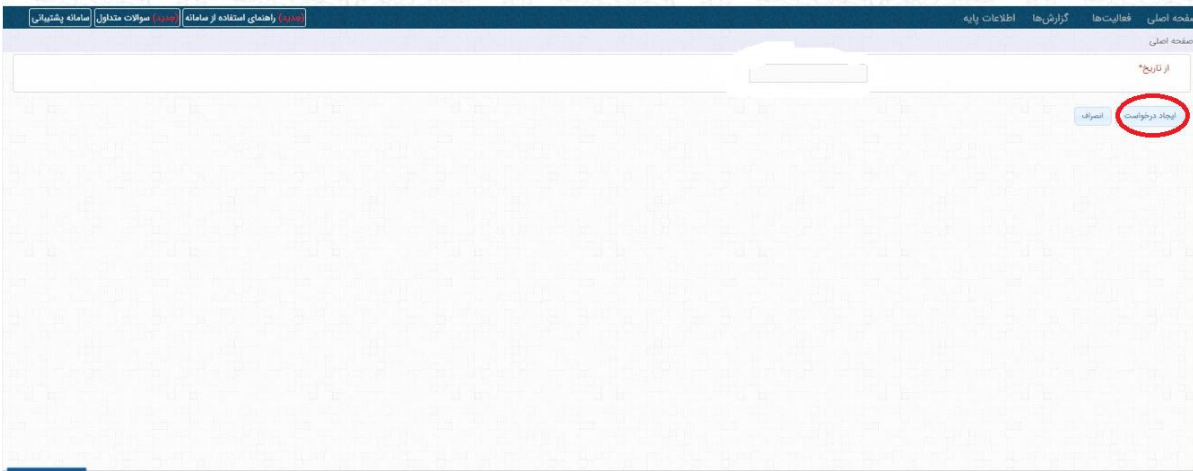 صفحه اصلی فعالیت‌ها گزارش‌ها اطلاعات پایه (جدید) راهنمای استفاده از سامانه (جدید) سوالات متداول سامانه پشتیبانی
صفحه اصلی
از تاریخ*
ایجاد درخواست انصراف